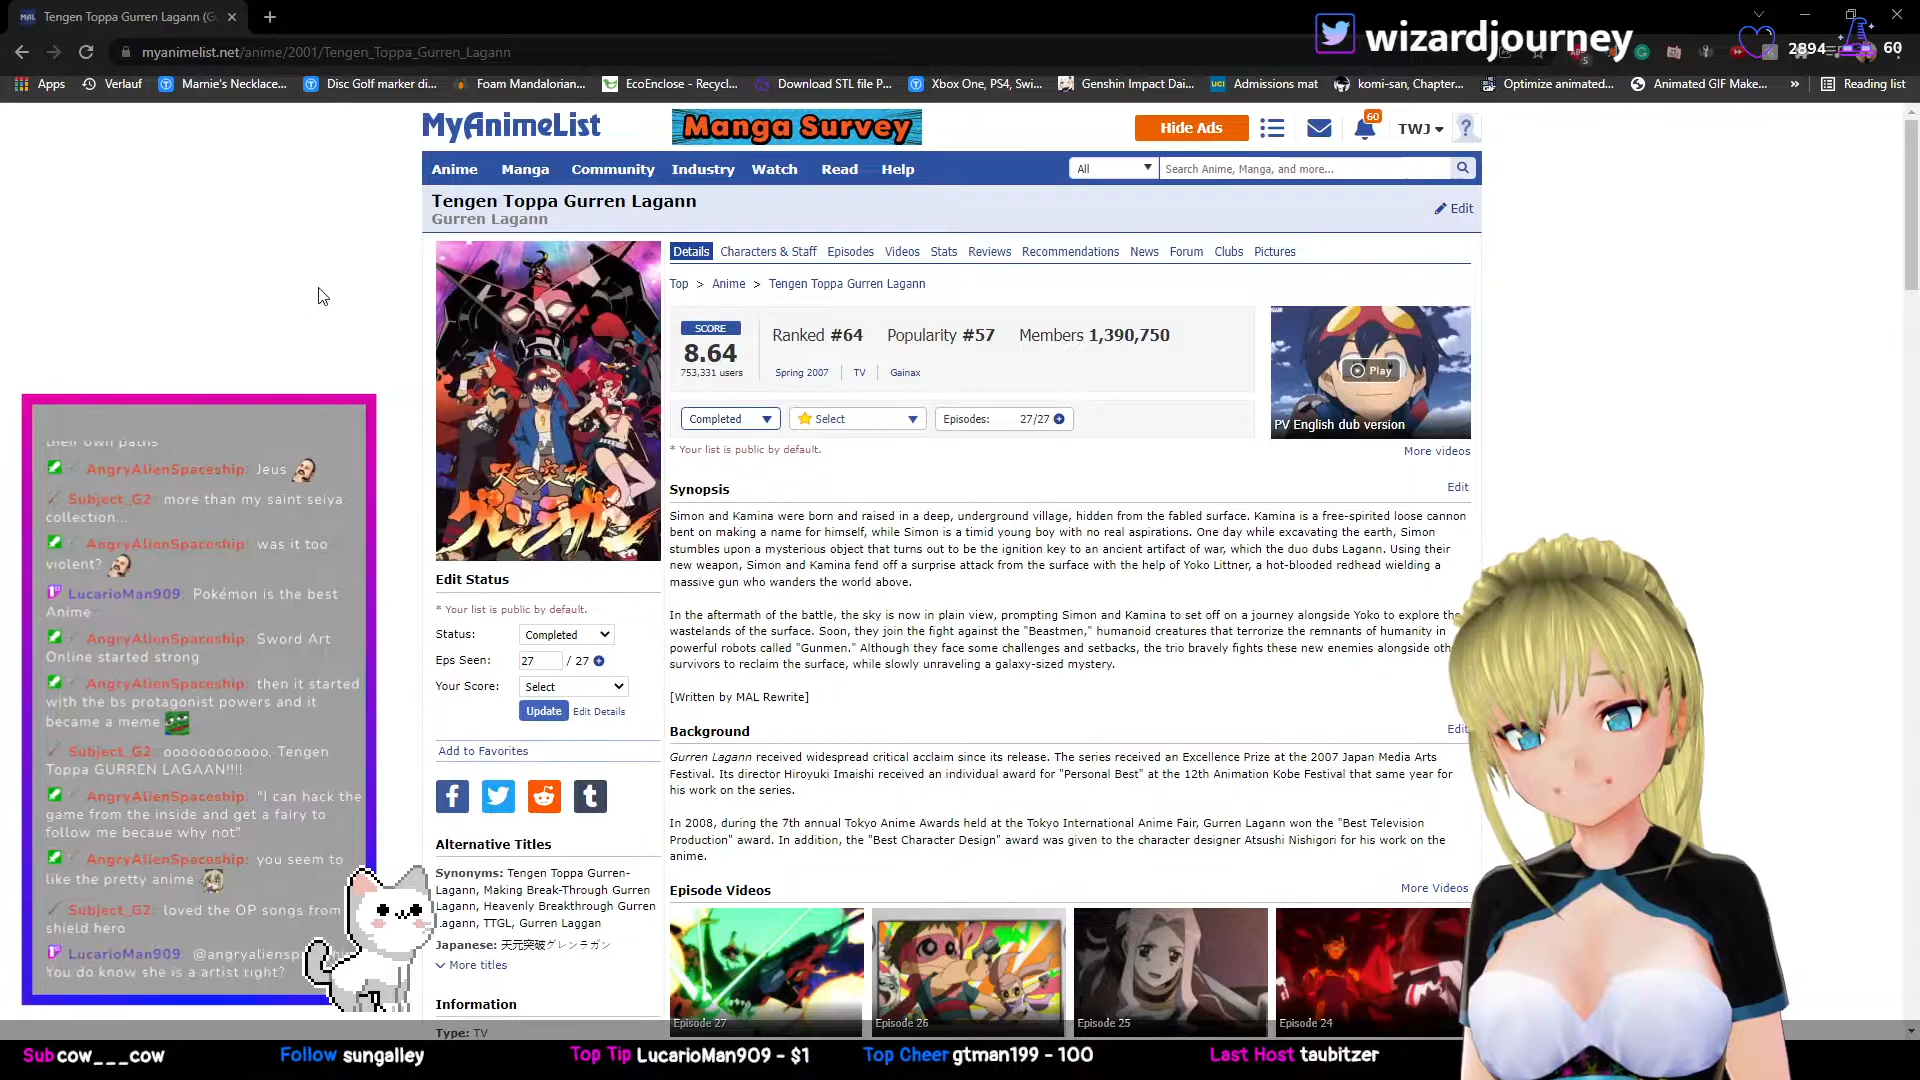 Tengen Toppa Gurren Lagann (G
myanimelist.net/anime/2001/Tengen_Toppa_Gurren_Lagann
wizardjourney
2894
60
Apps
Verlauf
Marnie's Necklace...
Disc Golf marker di...
Foam Mandalorian...
EcoEnclose - Recycl...
Download STL file P...
Xbox One, PS4, Swi...
Genshin Impact Dai...
Admissions mat
komi-san, Chapter...
Optimize animated...
Animated GIF Make...
»
Reading list
MyAnimeList
Manga Survey
Hide Ads
60
TWJ
Anime
Manga
Community
Industry
Watch
Read
Help
All
Search Anime, Manga, and more...
Tengen Toppa Gurren Lagann
Gurren Lagann
Edit
Details
Characters & Staff
Episodes
Videos
Stats
Reviews
Recommendations
News
Forum
Clubs
Pictures
Top > Anime > Tengen Toppa Gurren Lagann
SCORE
8.64
753,331 users
Ranked #64
Popularity #57
Members 1,390,750
Spring 2007
TV
Gainax
Completed
Select
Episodes: 27/27
* Your list is public by default.
Play
PV English dub version
More videos
Synopsis
Edit
Simon and Kamina were born and raised in a deep, underground village, hidden from the fabled surface. Kamina is a free-spirited loose cannon
bent on making a name for himself, while Simon is a timid young boy with no real aspirations. One day while excavating the earth, Simon
stumbles upon a mysterious object that turns out to be the ignition key to an ancient artifact of war, which the duo dubs Lagann. Using their
new weapon, Simon and Kamina fend off a surprise attack from the surface with the help of Yoko Littner, a hot-blooded redhead wielding a
massive gun who wanders the world above.
In the aftermath of the battle, the sky is now in plain view, prompting Simon and Kamina to set off on a journey alongside Yoko to explore the
wastelands of the surface. Soon, they join the fight against the "Beastmen," humanoid creatures that terrorize the remnants of humanity in
powerful robots called "Gunmen." Although they face some challenges and setbacks, the trio bravely fights these new enemies alongside oth
survivors to reclaim the surface, while slowly unraveling a galaxy-sized mystery.
[Written by MAL Rewrite]
Background
Edit
Gurren Lagann received widespread critical acclaim since its release. The series received an Excellence Prize at the 2007 Japan Media Arts
Festival. Its director Hiroyuki Imaishi received an individual award for "Personal Best" at the 12th Animation Kobe Festival that same year for
his work on the series.
In 2008, during the 7th annual Tokyo Anime Awards held at the Tokyo International Anime Fair, Gurren Lagann won the "Best Television
Production" award. In addition, the "Best Character Design" award was given to the character designer Atsushi Nishigori for his work on the
anime.
Episode Videos
More Videos
Episode 27
Episode 26
Episode 25
Episode 24
天元突破
グレンラガン
Edit Status
* Your list is public by default.
Status: Completed
Eps Seen: 27 / 27
Your Score: Select
Update
Edit Details
Add to Favorites
Alternative Titles
Synonyms: Tengen Toppa Gurren-
Lagann, Making Break-Through Gurren
Lagann, Heavenly Breakthrough Gurren
Lagann, TTGL, Gurren Laggan
Japanese: 天元突破グレンラガン
More titles
Information
Type: TV
their own paths
AngryAlienSpaceship: Jeus
Subject_G2: more than my saint seiya
collection...
AngryAlienSpaceship: was it too
violent?
LucarioMan909: Pokémon is the best
Anime
AngryAlienSpaceship: Sword Art
Online started strong
AngryAlienSpaceship: then it started
with the bs protagonist powers and it
became a meme
Subject_G2: oooooooooooo. Tengen
Toppa GURREN LAGAAN!!!!
AngryAlienSpaceship: "I can hack the
game from the inside and get a fairy to
follow me becaue why not"
AngryAlienSpaceship: you seem to
like the pretty anime
Subject_G2: loved the OP songs from
shield hero
LucarioMan909: @angryaliensp
You do know she is a artist right?
Sub cow___cow
Follow sungalley
Top Tip LucarioMan909 - $1
Top Cheer gtman199 - 100
Last Host taubitzer